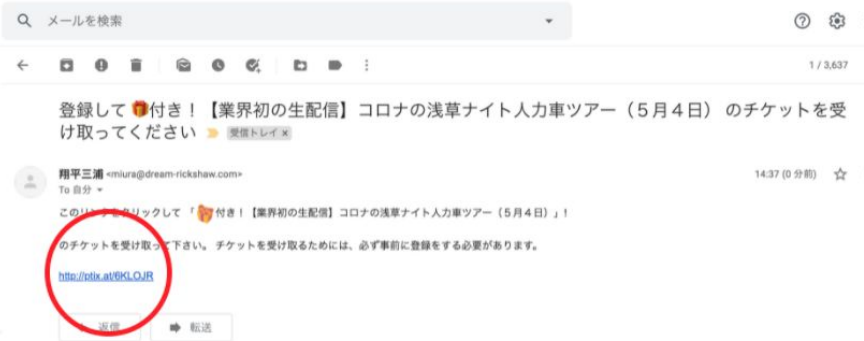 メールを検索
1 / 3,637
登録して🎁付き！【業界初の生配信】コロナの浅草ナイト人力車ツアー（５月４日） のチケットを受
け取ってください 受信トレイ ×
翔平三浦 <miura@dream-rickshaw.com> 14:37 (0 分前)
To 自分
このリンクをクリックして 「🎁付き！【業界初の生配信】コロナの浅草ナイト人力車ツアー（５月４日）」！
のチケットを受け取って下さい。 チケットを受け取るためには、必ず事前に登録をする必要があります。
http://ptix.at/6KLOJR
返信 転送